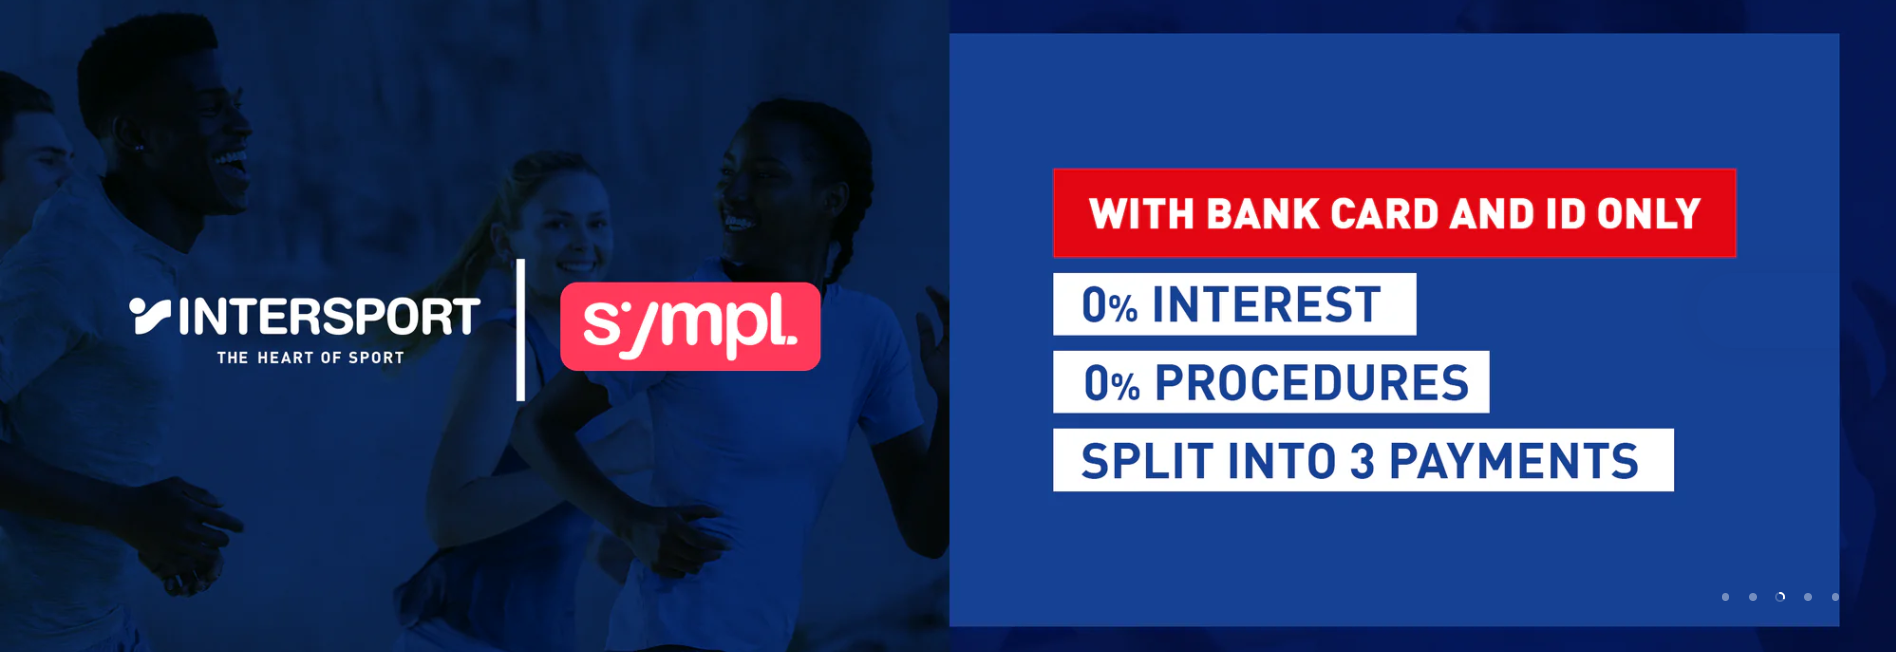 INTERSPORT
THE HEART OF SPORT
sympl.
WITH BANK CARD AND ID ONLY
0% INTEREST
0% PROCEDURES
SPLIT INTO 3 PAYMENTS